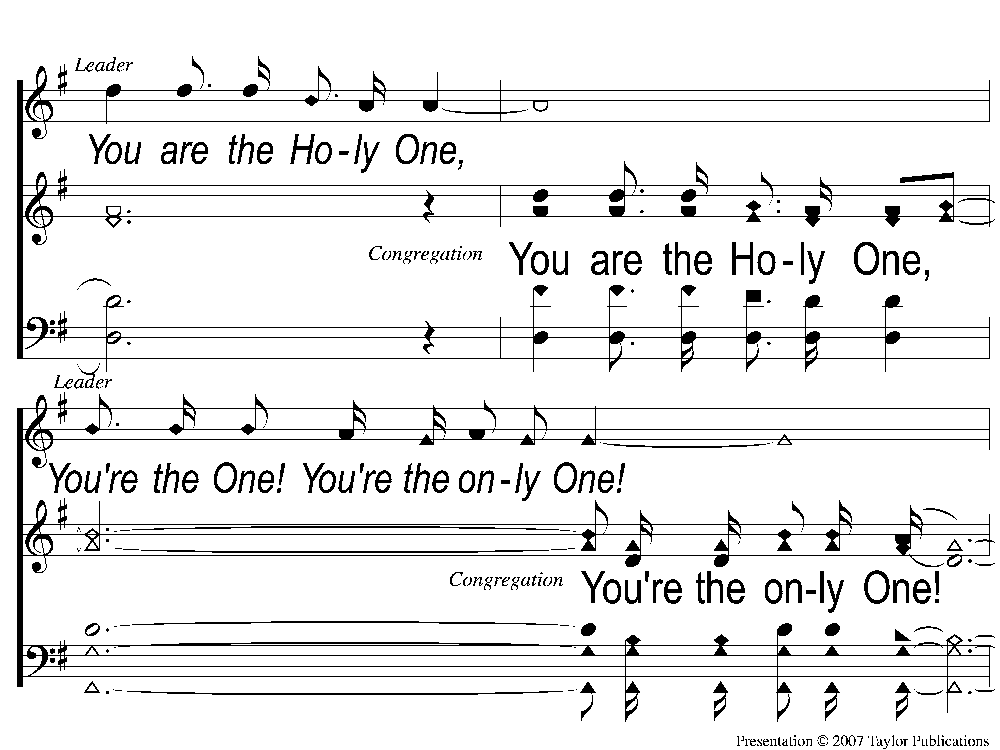 Leader
You are the Ho - ly One,
Congregation You are the Ho - ly One,
Leader
You're the One! You're the on - ly One!
Congregation You're the on-ly One!
Presentation © 2007 Taylor Publications